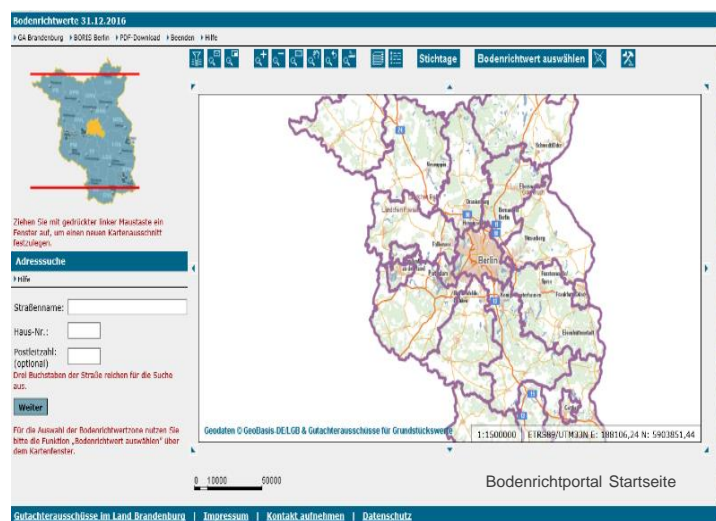 Bodenrichtwerte 31.12.2016
GA Brandenburg BORIS Berlin PDF-Download Beenden Hilfe
Stichtage Bodenrichtwert auswählen
Ziehen Sie mit gedrückter linker Maustaste ein
Fenster auf, um einen neuen Kartenausschnitt
festzulegen.
Adresssuche
Hilfe
Straßenname:
Haus-Nr.:
Postleitzahl:
(optional)
Drei Buchstaben der Straße reichen für die Suche
aus.
Weiter
Für die Auswahl der Bodenrichtwertzone nutzen Sie
bitte die Funktion „Bodenrichtwert auswählen" über
dem Kartenfenster.
Berlin
Eisenhüttenstadt
Geodaten © GeoBasis-DE/LGB & Gutachterausschüsse für Grundstückswerte
1:1500000 ETRS89/UTM33N E: 188106,24 N: 5903851,44
0 10000 50000
Bodenrichtportal Startseite
Gutachterausschüsse im Land Brandenburg | Impressum | Kontakt aufnehmen | Datenschutz